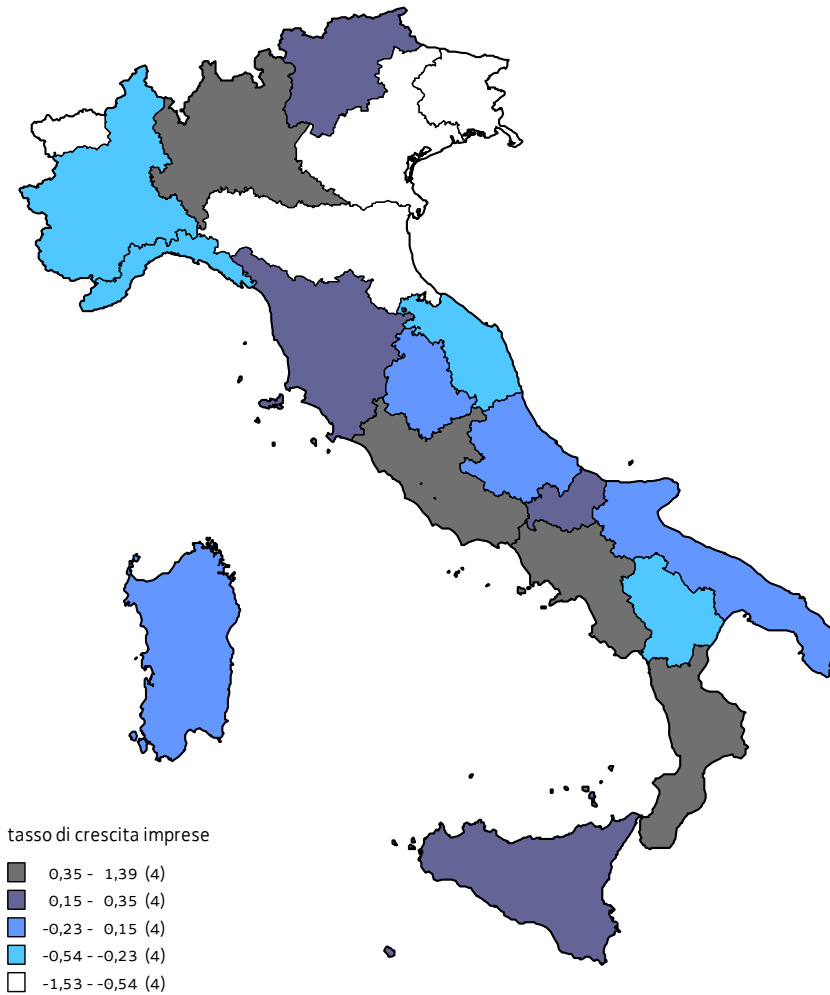 tasso di crescita imprese
0,35 - 1,39 (4)
0,15 - 0,35 (4)
-0,23 - 0,15 (4)
-0,54 - -0,23 (4)
-1,53 - -0,54 (4)